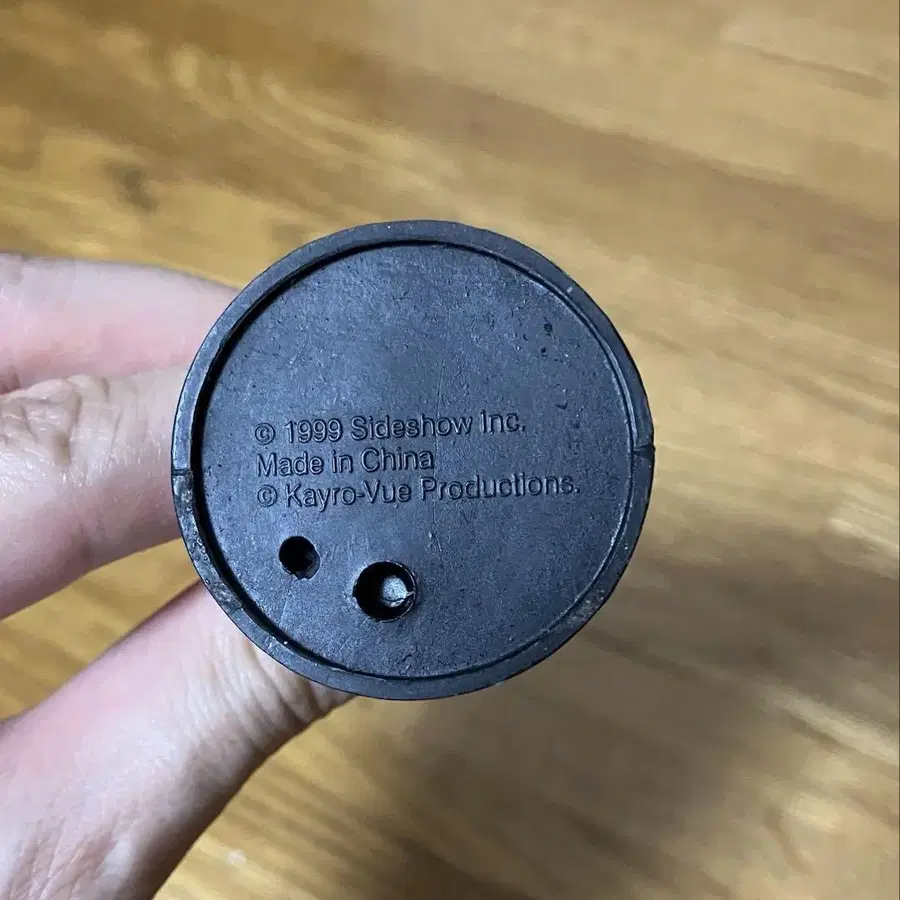 © 1999 Sideshow Inc.
Made in China
© Kayro-Vue Productions.